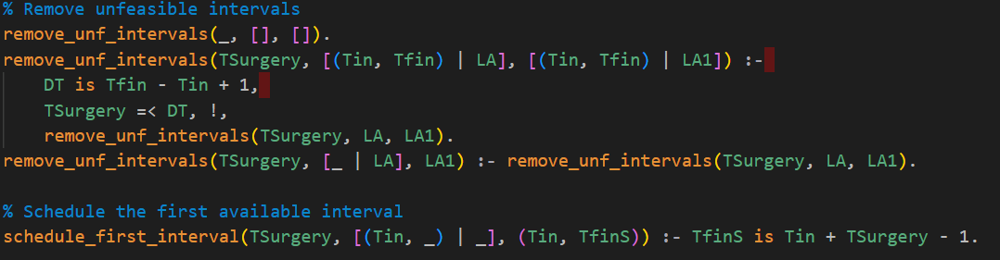 % Remove unfeasible intervals
remove_unf_intervals(_, [], []).
remove_unf_intervals(TSurgery, [(Tin, Tfin) | LA], [(Tin, Tfin) | LA1]) :-
    DT is Tfin - Tin + 1,
    TSurgery =< DT, !,
    remove_unf_intervals(TSurgery, LA, LA1).
remove_unf_intervals(TSurgery, [_ | LA], LA1) :- remove_unf_intervals(TSurgery, LA, LA1).

% Schedule the first available interval
schedule_first_interval(TSurgery, [(Tin, _) | _], (Tin, TfinS)) :- TfinS is Tin + TSurgery - 1.